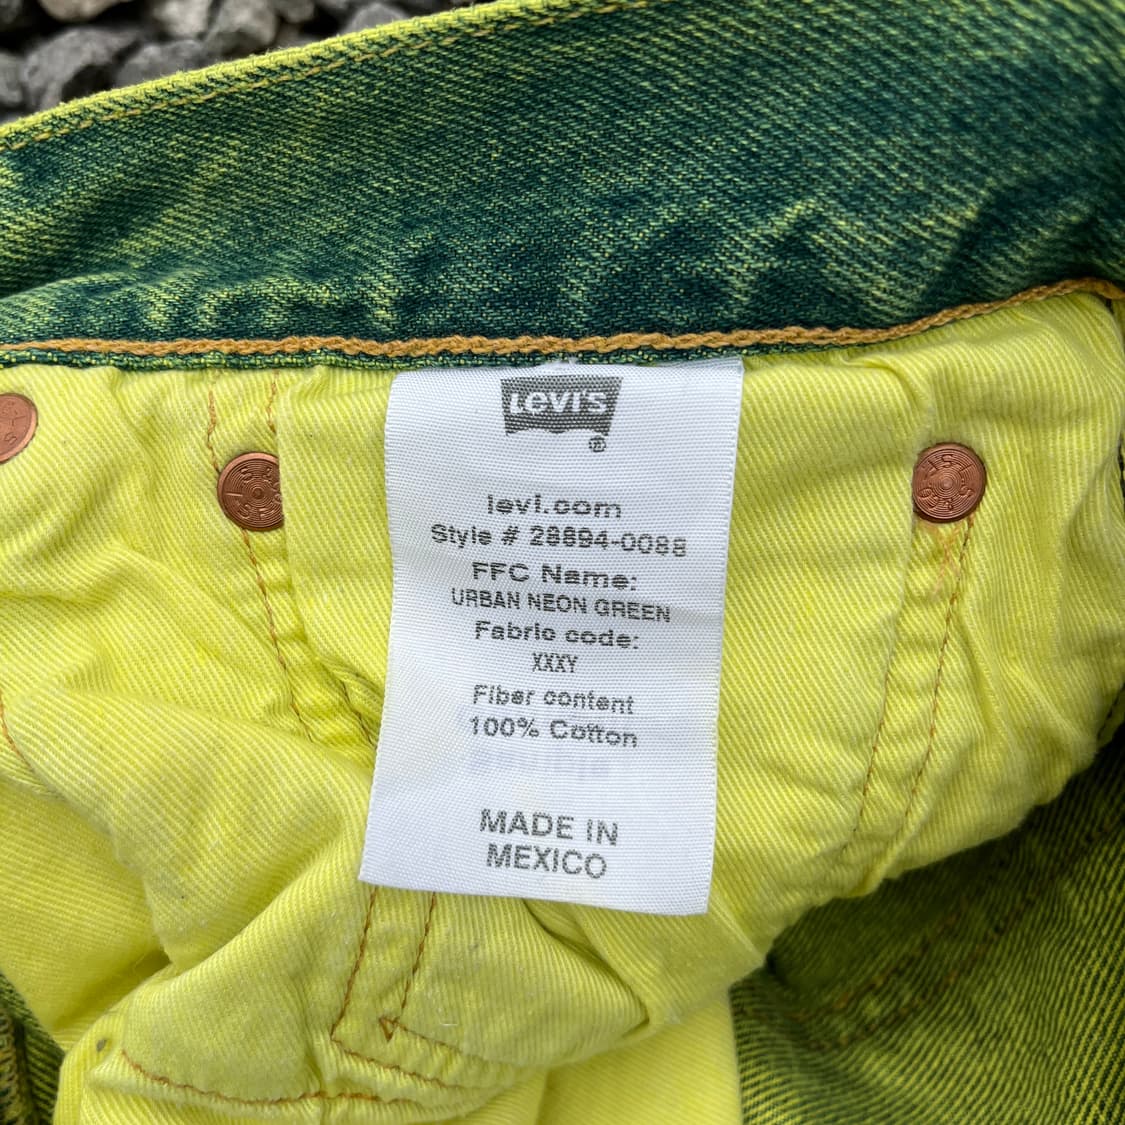 LEVI'S
®
levi.com
Style # 28894-0088
FFC Name:
URBAN NEON GREEN
Fabric code:
XXXY
Fiber content
100% Cotton
MADE IN
MEXICO